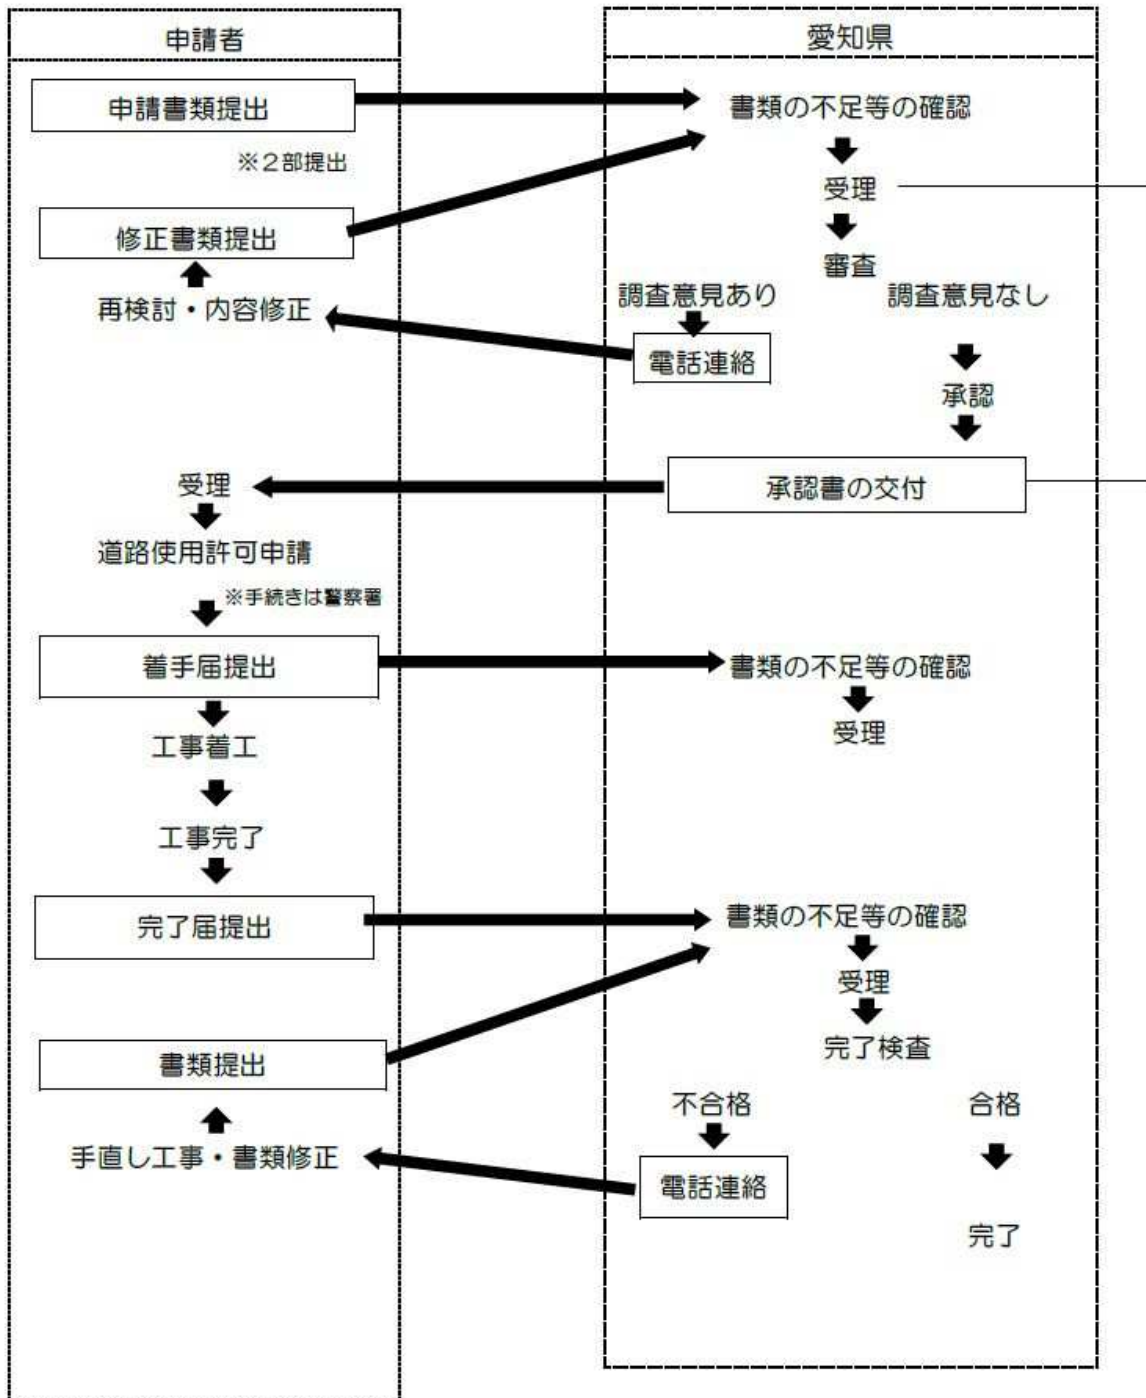 申請者
愛知県
申請書類提出
書類の不足等の確認
※2部提出
受理
修正書類提出
審査
再検討・内容修正
調査意見あり
調査意見なし
電話連絡
承認
受理
承認書の交付
道路使用許可申請
※手続きは警察署
着手届提出
書類の不足等の確認
受理
工事着工
工事完了
完了届提出
書類の不足等の確認
受理
書類提出
完了検査
不合格
合格
手直し工事・書類修正
電話連絡
完了